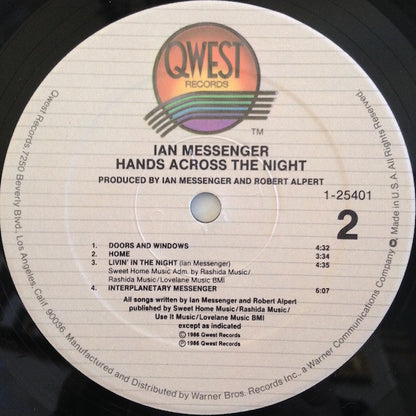 QWEST
RECORDS
TM
IAN MESSENGER
HANDS ACROSS THE NIGHT
PRODUCED BY IAN MESSENGER AND ROBERT ALPERT
1-25401
2
1. DOORS AND WINDOWS 4:32
2. HOME 3:34
3. LIVIN' IN THE NIGHT (Ian Messenger) 4:35
Sweet Home Music Adm. by Rashida Music/
Rashida Music/Lovelane Music BMI
4. INTERPLANETARY MESSENGER 5:07
All songs written by Ian Messenger and Robert Alpert
published by Sweet Home Music/Rashida Music/
Use It Music/Lovelane Music BMI
except as indicated
© 1986 Qwest Records
℗ 1986 Qwest Records
Qwest Records/7250 Beverly Blvd., Los Angeles, Calif. 90036. Manufactured and Distributed by Warner Bros. Records Inc., a Warner Communications Company. Made in U.S.A. All Rights Reserved.